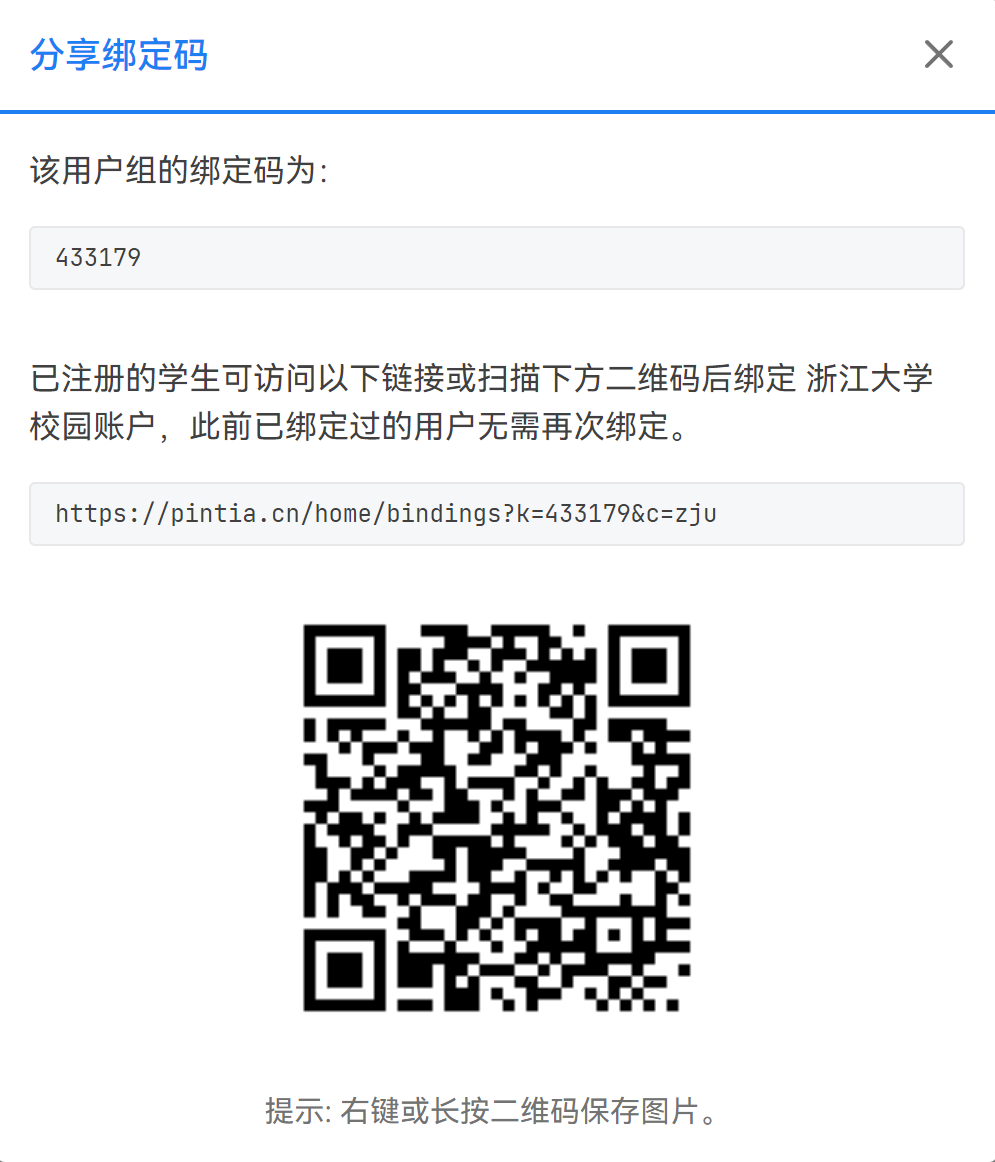 分享绑定码
该用户组的绑定码为：
433179
已注册的学生可访问以下链接或扫描下方二维码后绑定 浙江大学
校园账户，此前已绑定过的用户无需再次绑定。
https://pintia.cn/home/bindings?k=433179&c=zju
提示: 右键或长按二维码保存图片。